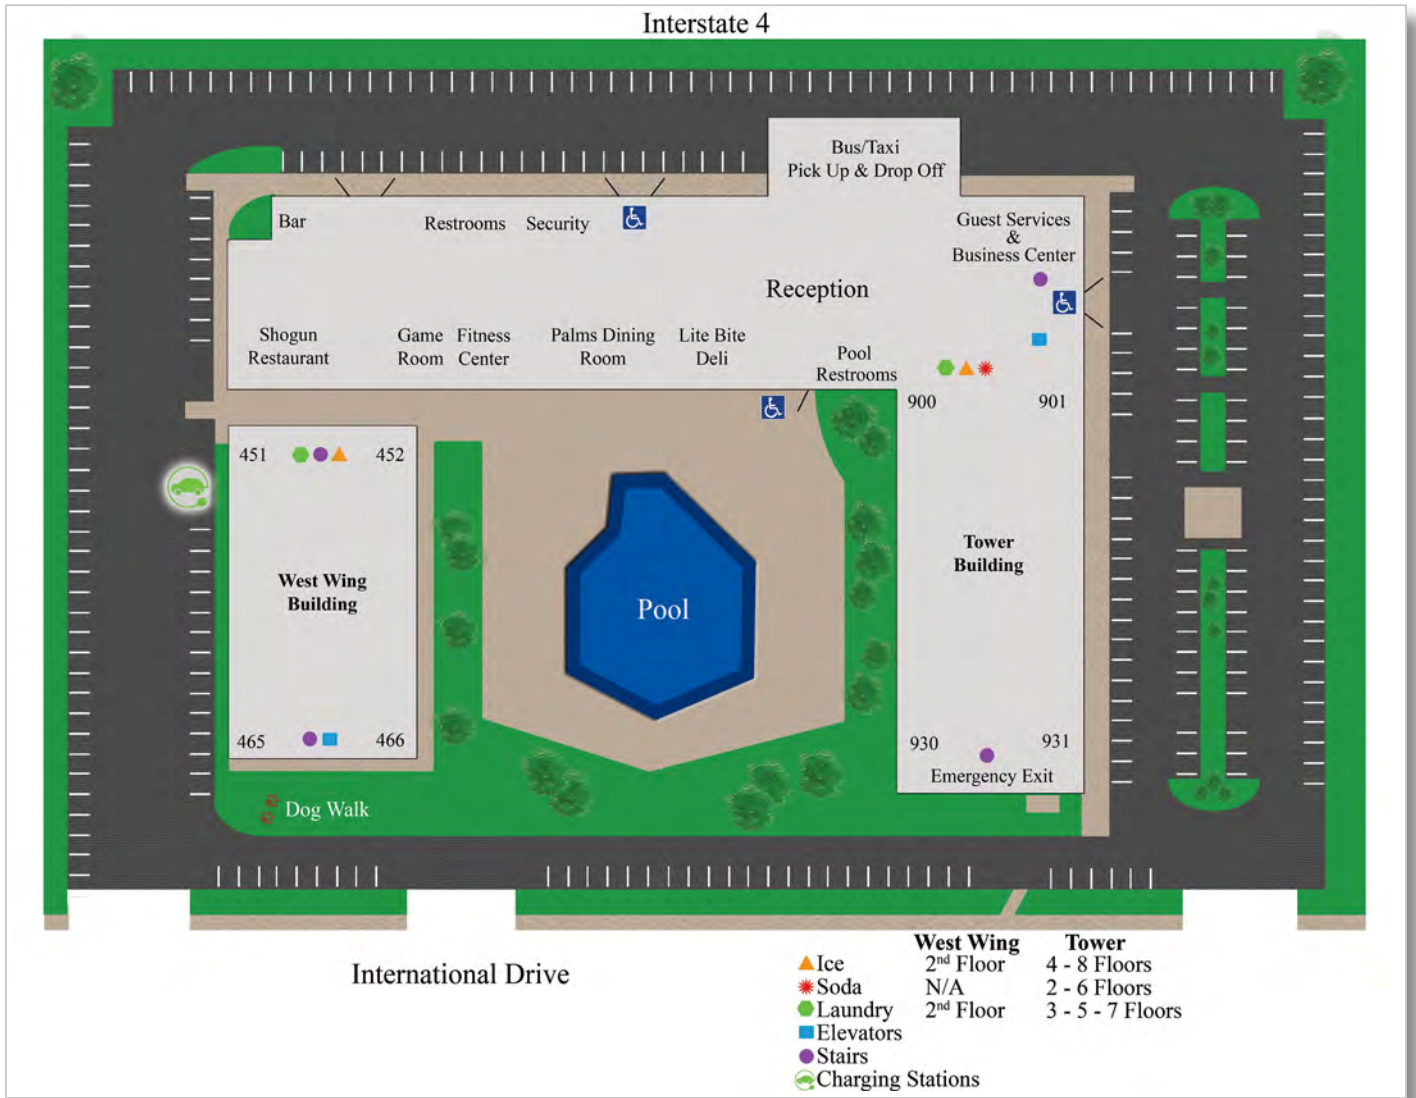 Interstate 4
Bus/Taxi
Pick Up & Drop Off
Bar
Restrooms
Security
Guest Services
&
Business Center
Reception
Shogun
Restaurant
Game
Room
Fitness
Center
Palms Dining
Room
Lite Bite
Deli
Pool
Restrooms
900
901
451
452
West Wing
Building
Pool
Tower
Building
465
466
930
931
Emergency Exit
Dog Walk
International Drive
West Wing Tower
Ice 2nd Floor 4 - 8 Floors
Soda N/A 2 - 6 Floors
Laundry 2nd Floor 3 - 5 - 7 Floors
Elevators
Stairs
Charging Stations